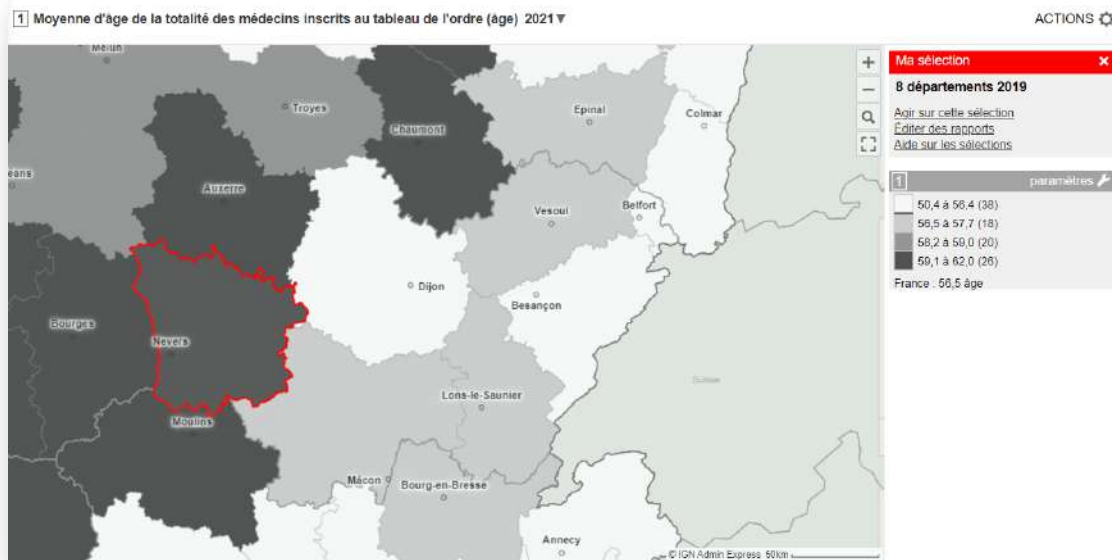 1 Moyenne d'âge de la totalité des médecins inscrits au tableau de l'ordre (âge) 2021▼
ACTIONS
Melun
Troyes
Chaumont
Epinal
Colmar
eans
Auxerre
Vesoul
Belfort
Dijon
Besançon
Bourges
Nevers
Lons-le-Saunier
Suisse
Moulins
Mâcon
Bourg-en-Bresse
Annecy
© IGN Admin Express 50km
+
−
Ma sélection ×
8 départements 2019
Agir sur cette sélection
Éditer des rapports
Aide sur les sélections
1 paramètres
50,4 à 56,4 (38)
56,5 à 57,7 (18)
58,2 à 59,0 (20)
59,1 à 62,0 (26)
France : 56,5 âge